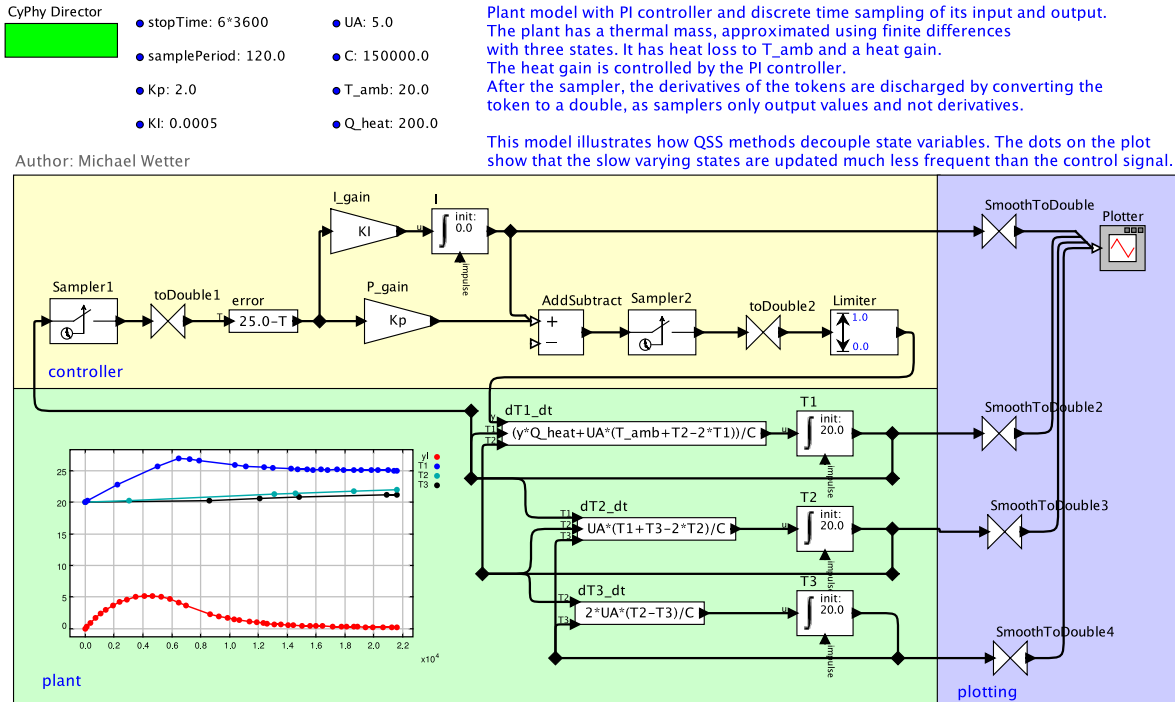 CyPhy Director
stopTime: 6*3600
UA: 5.0
samplePeriod: 120.0
C: 150000.0
Kp: 2.0
T_amb: 20.0
KI: 0.0005
Q_heat: 200.0
Plant model with PI controller and discrete time sampling of its input and output.
The plant has a thermal mass, approximated using finite differences
with three states. It has heat loss to T_amb and a heat gain.
The heat gain is controlled by the PI controller.
After the sampler, the derivatives of the tokens are discharged by converting the
token to a double, as samplers only output values and not derivatives.
This model illustrates how QSS methods decouple state variables. The dots on the plot
show that the slow varying states are updated much less frequent than the control signal.
Author: Michael Wetter
I_gain
KI
I
init:
0.0
u
impulse
SmoothToDouble
Plotter
Sampler1
toDouble1
error
T
25.0-T
P_gain
Kp
AddSubtract
+
−
Sampler2
toDouble2
Limiter
1.0
0.0
controller
dT1_dt
y
T1
T2
(y*Q_heat+UA*(T_amb+T2-2*T1))/C
u
T1
init:
20.0
impulse
SmoothToDouble2
dT2_dt
T1
T2
T3
UA*(T1+T3-2*T2)/C
u
T2
init:
20.0
impulse
SmoothToDouble3
dT3_dt
T2
T3
2*UA*(T2-T3)/C
u
T3
init:
20.0
impulse
SmoothToDouble4
yI
T1
T2
T3
25
20
15
10
5
0
0.0 0.2 0.4 0.6 0.8 1.0 1.2 1.4 1.6 1.8 2.0 2.2
x10⁴
plant
plotting